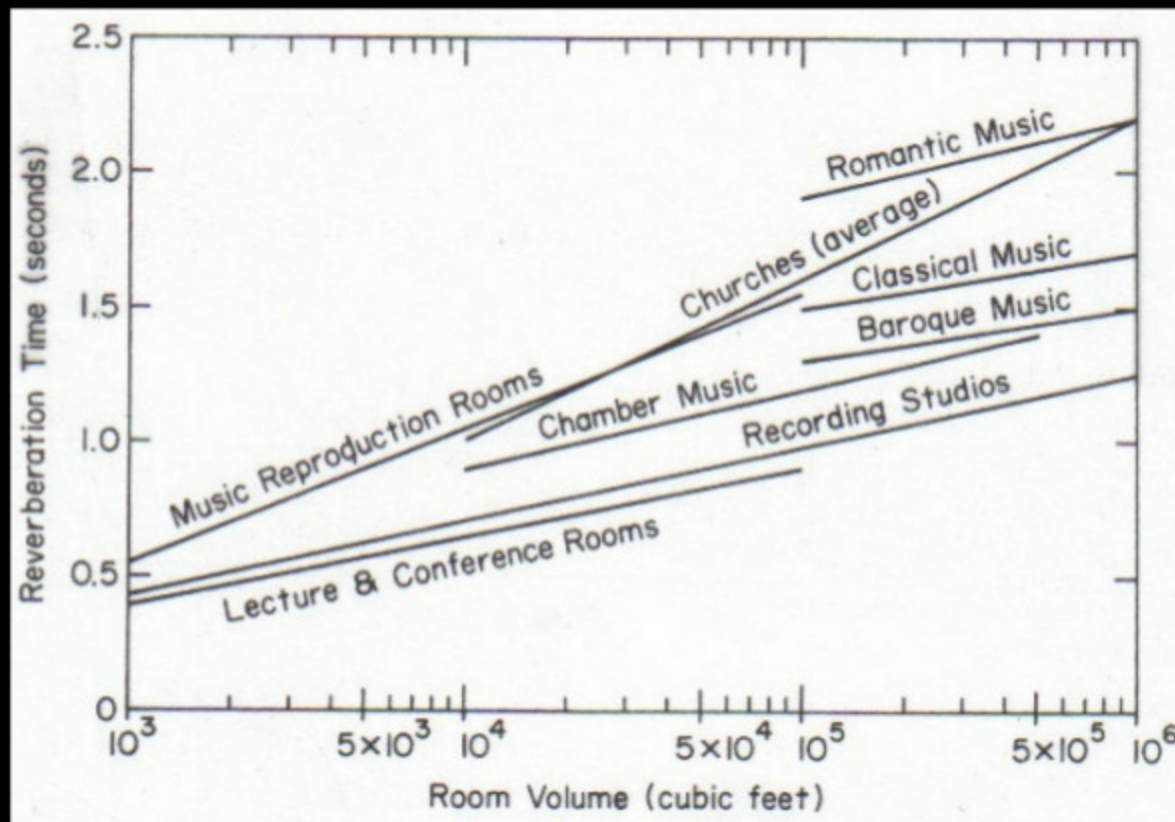 2.5
2.0
1.5
1.0
0.5
0
Reverberation Time (seconds)
Romantic Music
Churches (average)
Classical Music
Baroque Music
Music Reproduction Rooms
Chamber Music
Recording Studios
Lecture & Conference Rooms
10³ 5×10³ 10⁴ 5×10⁴ 10⁵ 5×10⁵ 10⁶
Room Volume (cubic feet)